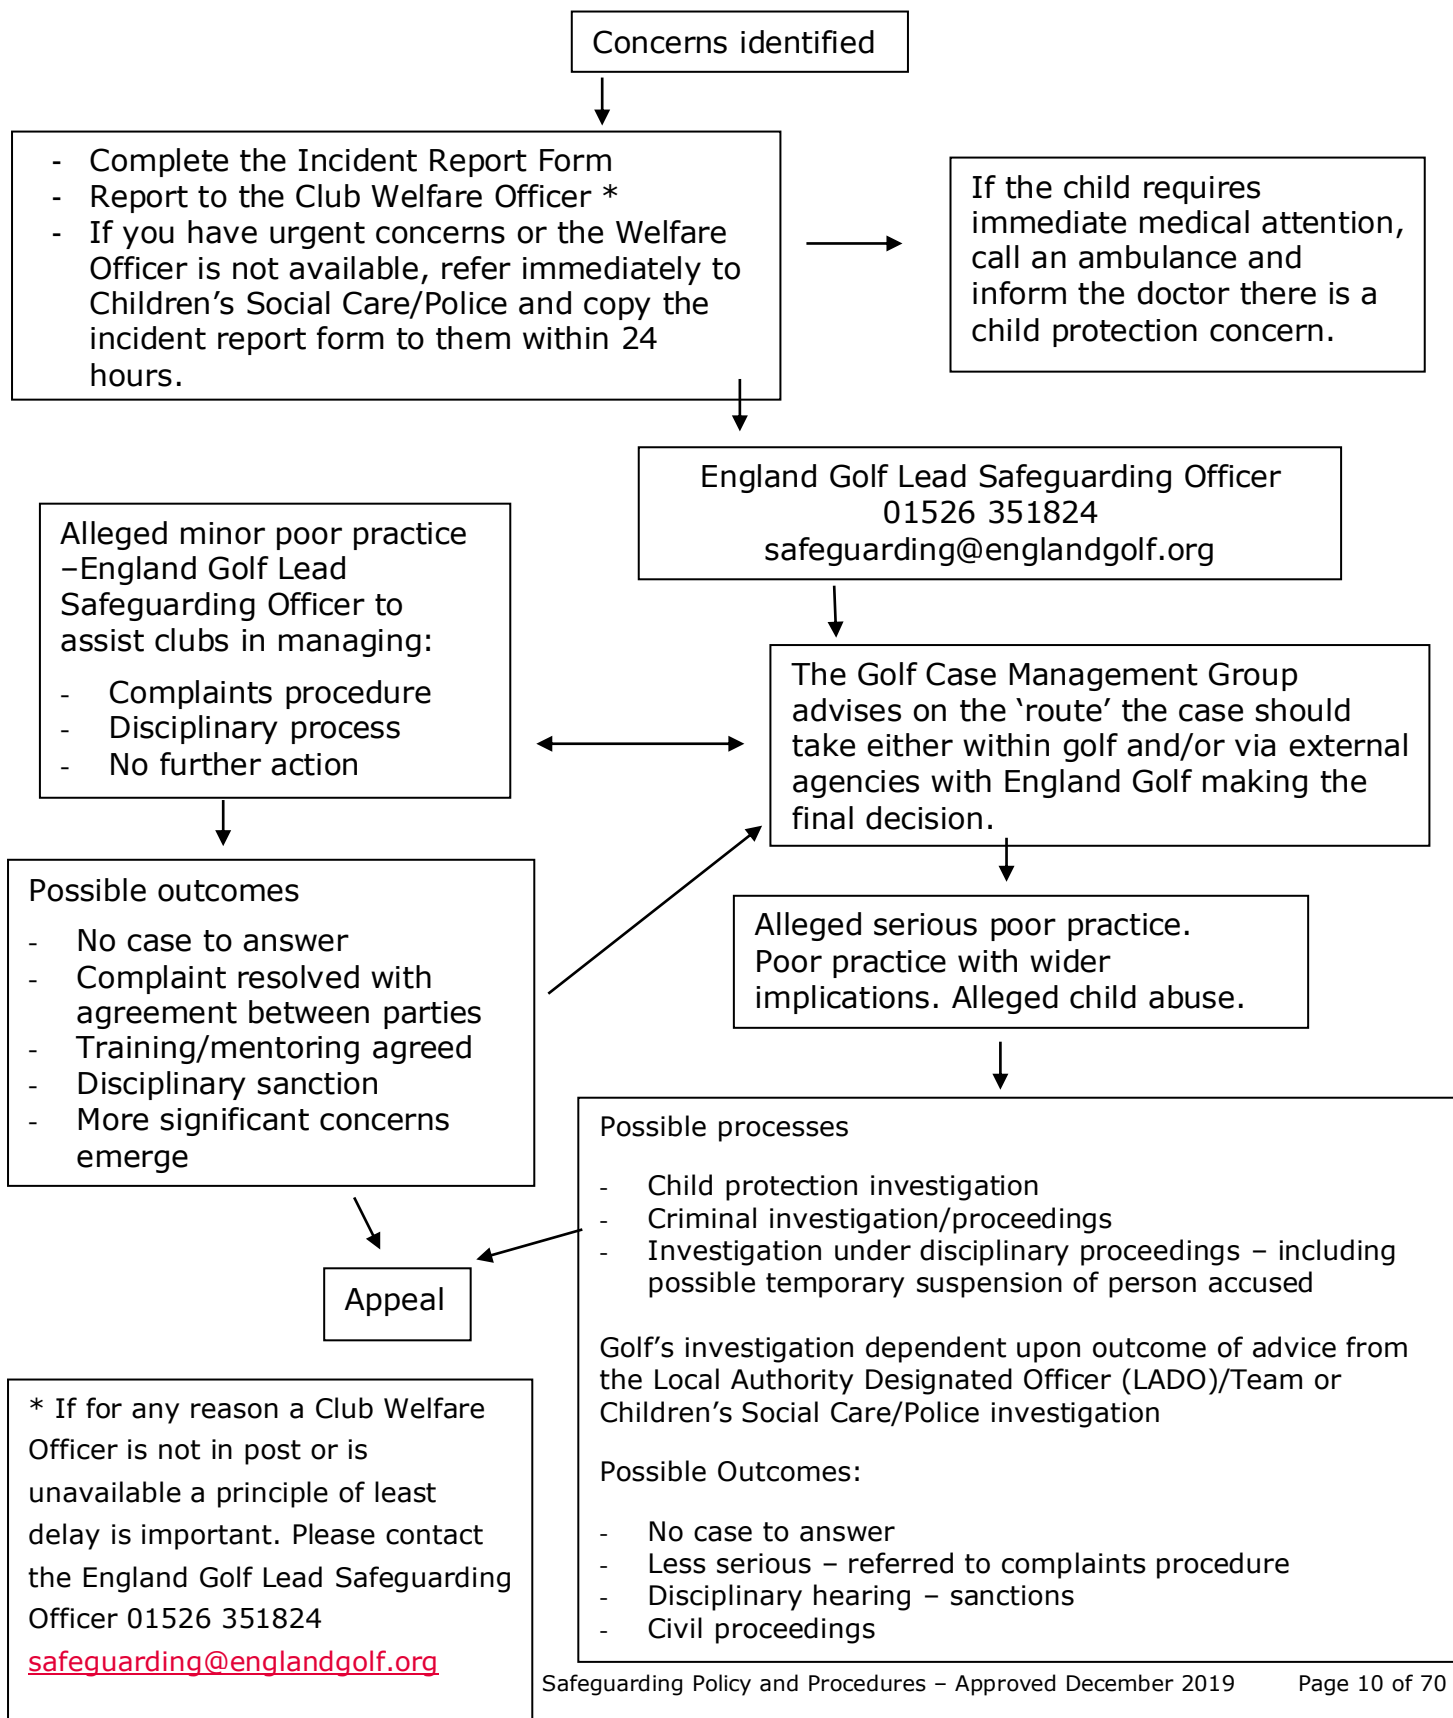 Concerns identified
- Complete the Incident Report Form
- Report to the Club Welfare Officer *
- If you have urgent concerns or the Welfare
Officer is not available, refer immediately to
Children’s Social Care/Police and copy the
incident report form to them within 24
hours.
If the child requires
immediate medical attention,
call an ambulance and
inform the doctor there is a
child protection concern.
England Golf Lead Safeguarding Officer
01526 351824
safeguarding@englandgolf.org
Alleged minor poor practice
–England Golf Lead
Safeguarding Officer to
assist clubs in managing:
- Complaints procedure
- Disciplinary process
- No further action
The Golf Case Management Group
advises on the ‘route’ the case should
take either within golf and/or via external
agencies with England Golf making the
final decision.
Possible outcomes
- No case to answer
- Complaint resolved with
agreement between parties
- Training/mentoring agreed
- Disciplinary sanction
- More significant concerns
emerge
Alleged serious poor practice.
Poor practice with wider
implications. Alleged child abuse.
Possible processes
- Child protection investigation
- Criminal investigation/proceedings
- Investigation under disciplinary proceedings – including
possible temporary suspension of person accused
Golf’s investigation dependent upon outcome of advice from
the Local Authority Designated Officer (LADO)/Team or
Children’s Social Care/Police investigation
Possible Outcomes:
- No case to answer
- Less serious – referred to complaints procedure
- Disciplinary hearing – sanctions
- Civil proceedings
Appeal
* If for any reason a Club Welfare
Officer is not in post or is
unavailable a principle of least
delay is important. Please contact
the England Golf Lead Safeguarding
Officer 01526 351824
safeguarding@englandgolf.org
Safeguarding Policy and Procedures – Approved December 2019 Page 10 of 70